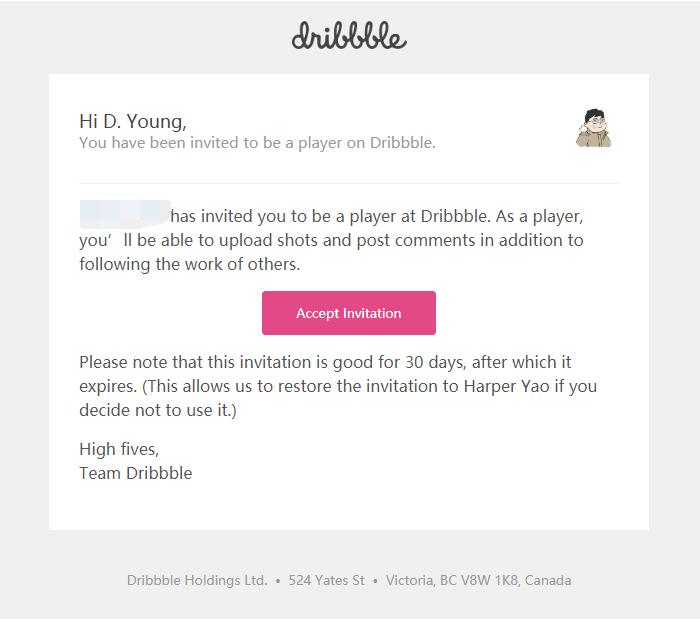 dribbble
Hi D. Young,
You have been invited to be a player on Dribbble.
has invited you to be a player at Dribbble. As a player,
you’ ll be able to upload shots and post comments in addition to
following the work of others.
Accept Invitation
Please note that this invitation is good for 30 days, after which it
expires. (This allows us to restore the invitation to Harper Yao if you
decide not to use it.)
High fives,
Team Dribbble
Dribbble Holdings Ltd. • 524 Yates St • Victoria, BC V8W 1K8, Canada